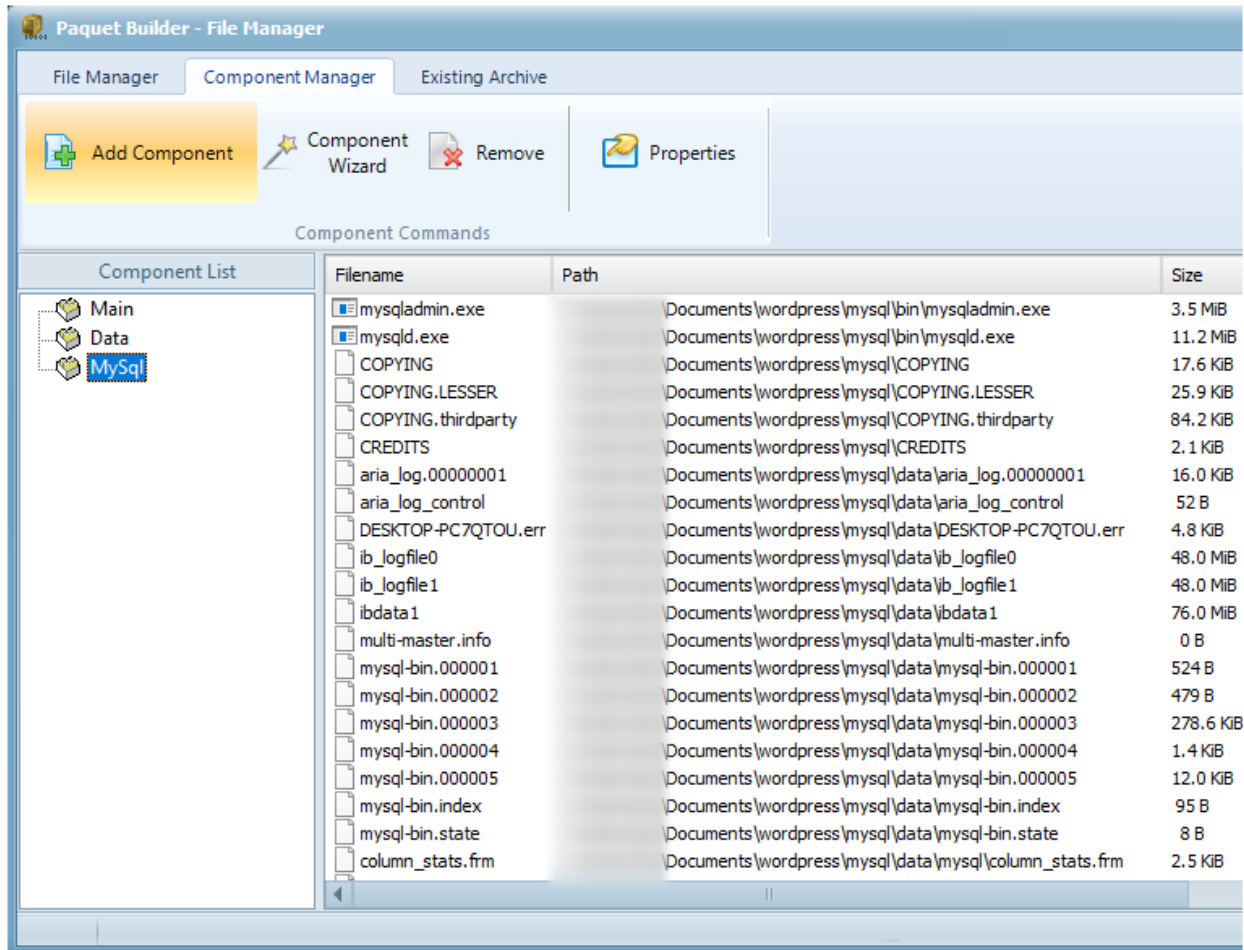 Paquet Builder - File Manager
File Manager Component Manager Existing Archive
Add Component Component Wizard Remove Properties
Component Commands
Component List Filename Path Size
Main mysqladmin.exe \Documents\wordpress\mysql\bin\mysqladmin.exe 3.5 MiB
Data mysqld.exe \Documents\wordpress\mysql\bin\mysqld.exe 11.2 MiB
MySql COPYING \Documents\wordpress\mysql\COPYING 17.6 KiB
COPYING.LESSER \Documents\wordpress\mysql\COPYING.LESSER 25.9 KiB
COPYING.thirdparty \Documents\wordpress\mysql\COPYING.thirdparty 84.2 KiB
CREDITS \Documents\wordpress\mysql\CREDITS 2.1 KiB
aria_log.00000001 \Documents\wordpress\mysql\data\aria_log.00000001 16.0 KiB
aria_log_control \Documents\wordpress\mysql\data\aria_log_control 52 B
DESKTOP-PC7QTOU.err \Documents\wordpress\mysql\data\DESKTOP-PC7QTOU.err 4.8 KiB
ib_logfile0 \Documents\wordpress\mysql\data\ib_logfile0 48.0 MiB
ib_logfile1 \Documents\wordpress\mysql\data\ib_logfile1 48.0 MiB
ibdata1 \Documents\wordpress\mysql\data\ibdata1 76.0 MiB
multi-master.info \Documents\wordpress\mysql\data\multi-master.info 0 B
mysql-bin.000001 \Documents\wordpress\mysql\data\mysql-bin.000001 524 B
mysql-bin.000002 \Documents\wordpress\mysql\data\mysql-bin.000002 479 B
mysql-bin.000003 \Documents\wordpress\mysql\data\mysql-bin.000003 278.6 KiB
mysql-bin.000004 \Documents\wordpress\mysql\data\mysql-bin.000004 1.4 KiB
mysql-bin.000005 \Documents\wordpress\mysql\data\mysql-bin.000005 12.0 KiB
mysql-bin.index \Documents\wordpress\mysql\data\mysql-bin.index 95 B
mysql-bin.state \Documents\wordpress\mysql\data\mysql-bin.state 8 B
column_stats.frm \Documents\wordpress\mysql\data\mysql\column_stats.frm 2.5 KiB